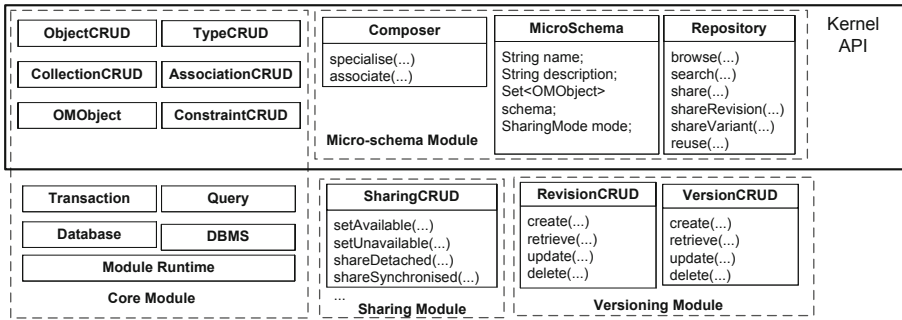 ObjectCRUD
TypeCRUD
CollectionCRUD
AssociationCRUD
OMObject
ConstraintCRUD
Composer
specialise(...)
associate(...)
Micro-schema Module
MicroSchema
String name;
String description;
Set<OMObject>
schema;
SharingMode mode;
Repository
browse(...)
search(...)
share(...)
shareRevision(...)
shareVariant(...)
reuse(...)
Kernel
API
Transaction
Query
Database
DBMS
Module Runtime
Core Module
SharingCRUD
setAvailable(...)
setUnavailable(...)
shareDetached(...)
shareSynchronised(...)
...
Sharing Module
RevisionCRUD
create(...)
retrieve(...)
update(...)
delete(...)
VersionCRUD
create(...)
retrieve(...)
update(...)
delete(...)
Versioning Module